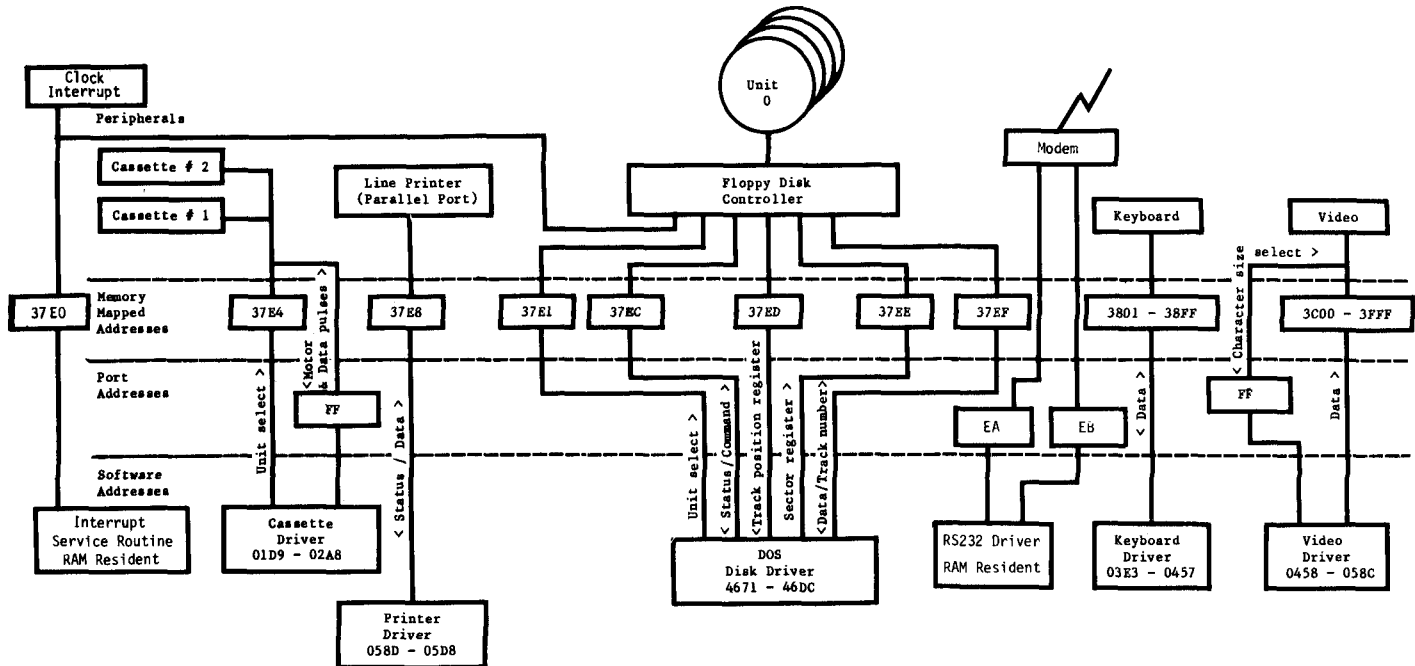 Unit
0
Clock
Interrupt
Peripherals
Cassette # 2
Cassette # 1
Line Printer
(Parallel Port)
Floppy Disk
Controller
Modem
Keyboard
Video
Memory
Mapped
Addresses
37E0
37E4
37E8
37E1
37EC
37ED
37EE
37EF
3801 - 38FF
3C00 - 3FFF
<Motor
& Data pulses>
< Character size
select >
Port
Addresses
FF
EA
EB
FF
Unit select >
< Status / Data >
Unit select >
< Status/Command >
<Track position register
Sector register >
<Data/Track number>
< Data >
Data >
Software
Addresses
Interrupt
Service Routine
RAM Resident
Cassette
Driver
01D9 - 02A8
Printer
Driver
058D - 05D8
DOS
Disk Driver
4671 - 46DC
RS232 Driver
RAM Resident
Keyboard
Driver
03E3 - 0457
Video
Driver
0458 - 058C